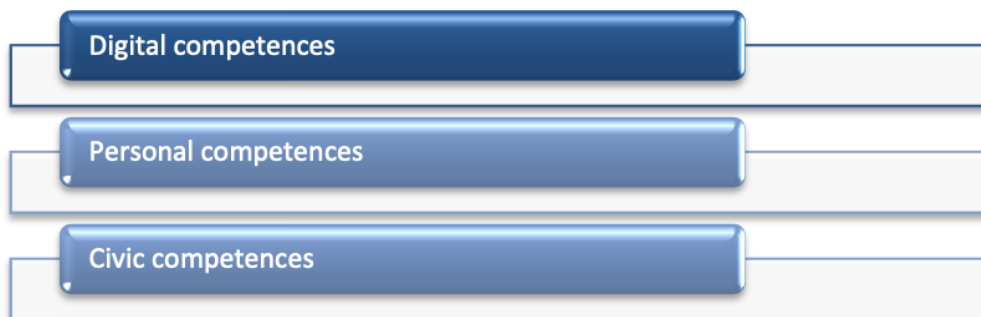 Digital competences
Personal competences
Civic competences